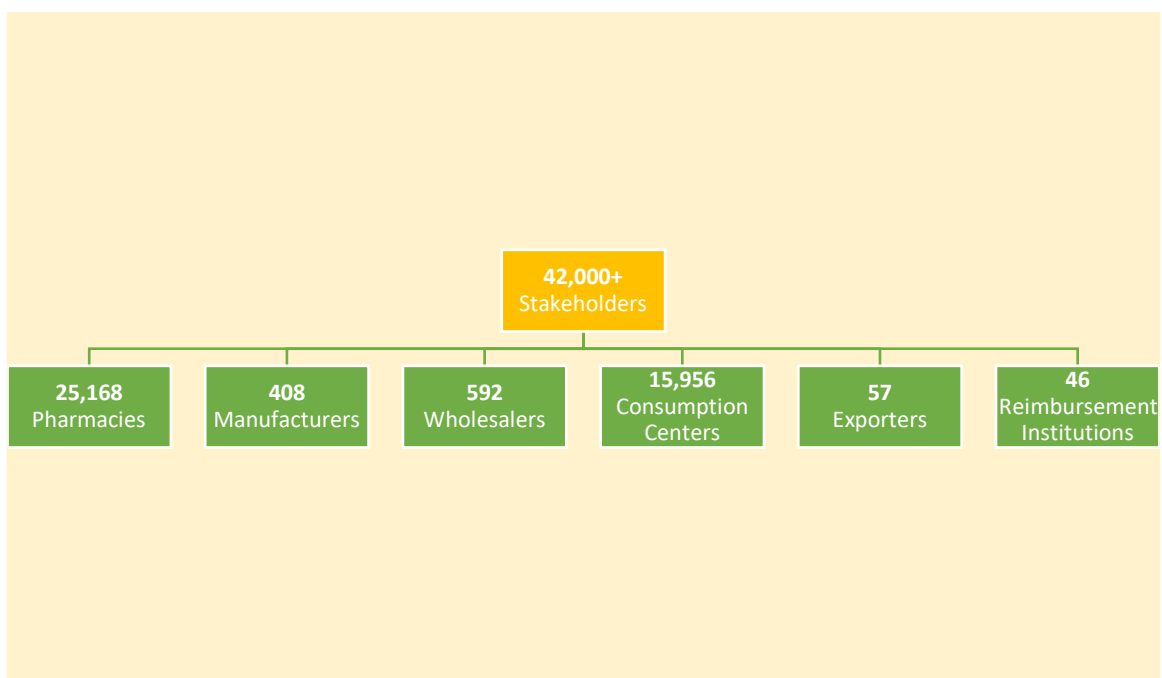 42,000+
Stakeholders
25,168
Pharmacies
408
Manufacturers
592
Wholesalers
15,956
Consumption
Centers
57
Exporters
46
Reimbursement
Institutions